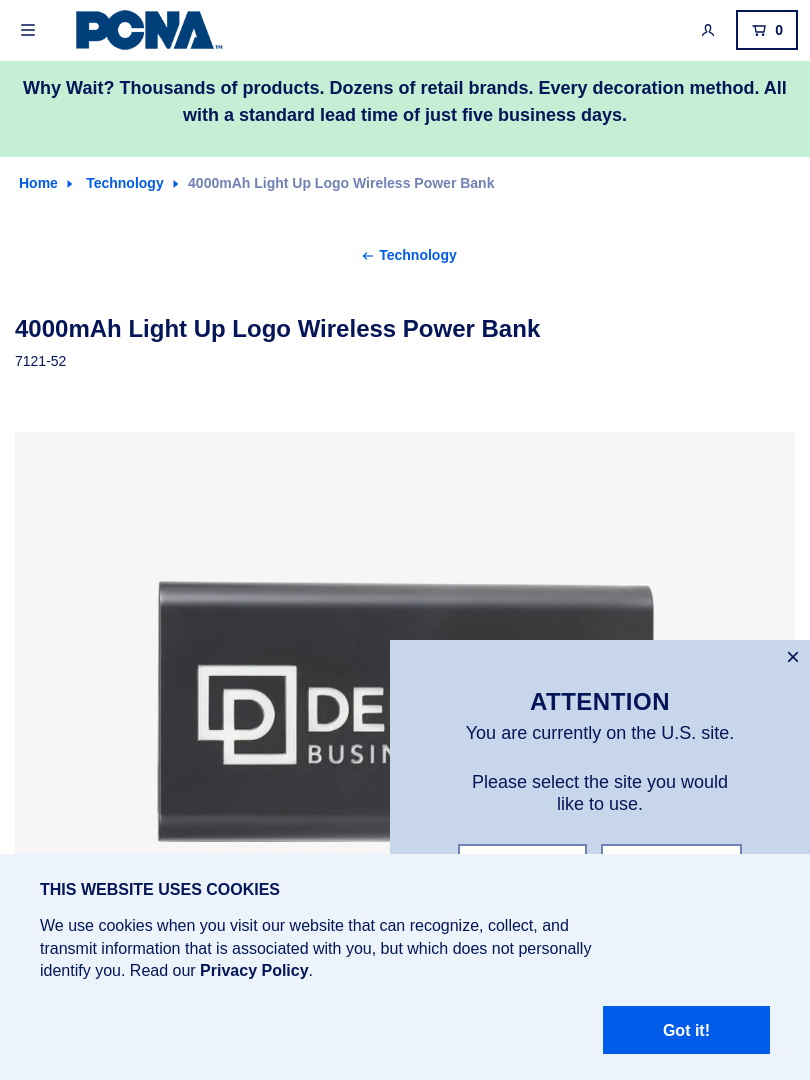 PCNA™
0
Why Wait? Thousands of products. Dozens of retail brands. Every decoration method. All
with a standard lead time of just five business days.
Home Technology 4000mAh Light Up Logo Wireless Power Bank
Technology
4000mAh Light Up Logo Wireless Power Bank
7121-52
DE
BUSIN
ATTENTION
You are currently on the U.S. site.
Please select the site you would
like to use.
THIS WEBSITE USES COOKIES
We use cookies when you visit our website that can recognize, collect, and
transmit information that is associated with you, but which does not personally
identify you. Read our Privacy Policy.
Got it!